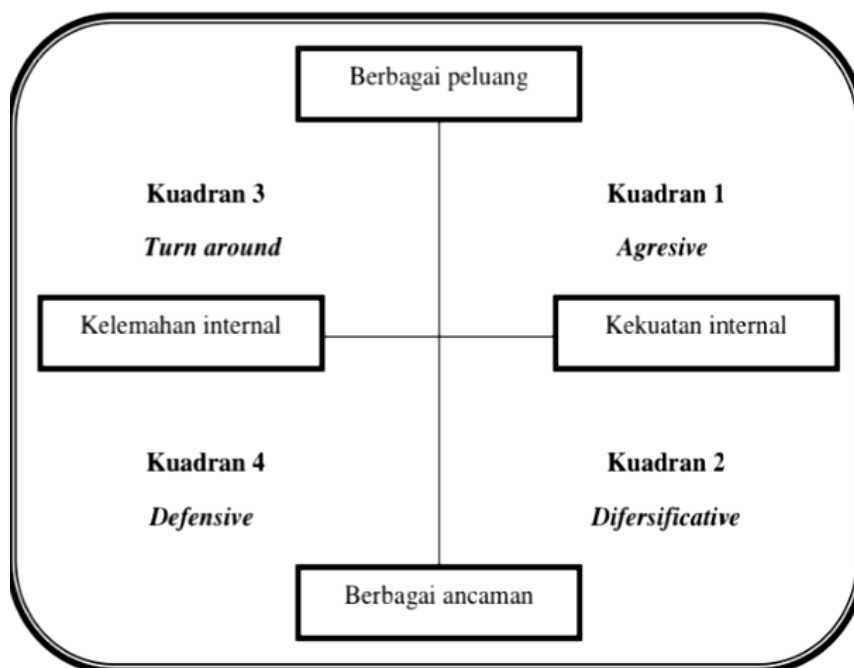 Berbagai peluang
Kuadran 3
Kuadran 1
Turn around
Agresive
Kelemahan internal
Kekuatan internal
Kuadran 4
Kuadran 2
Defensive
Difersificative
Berbagai ancaman